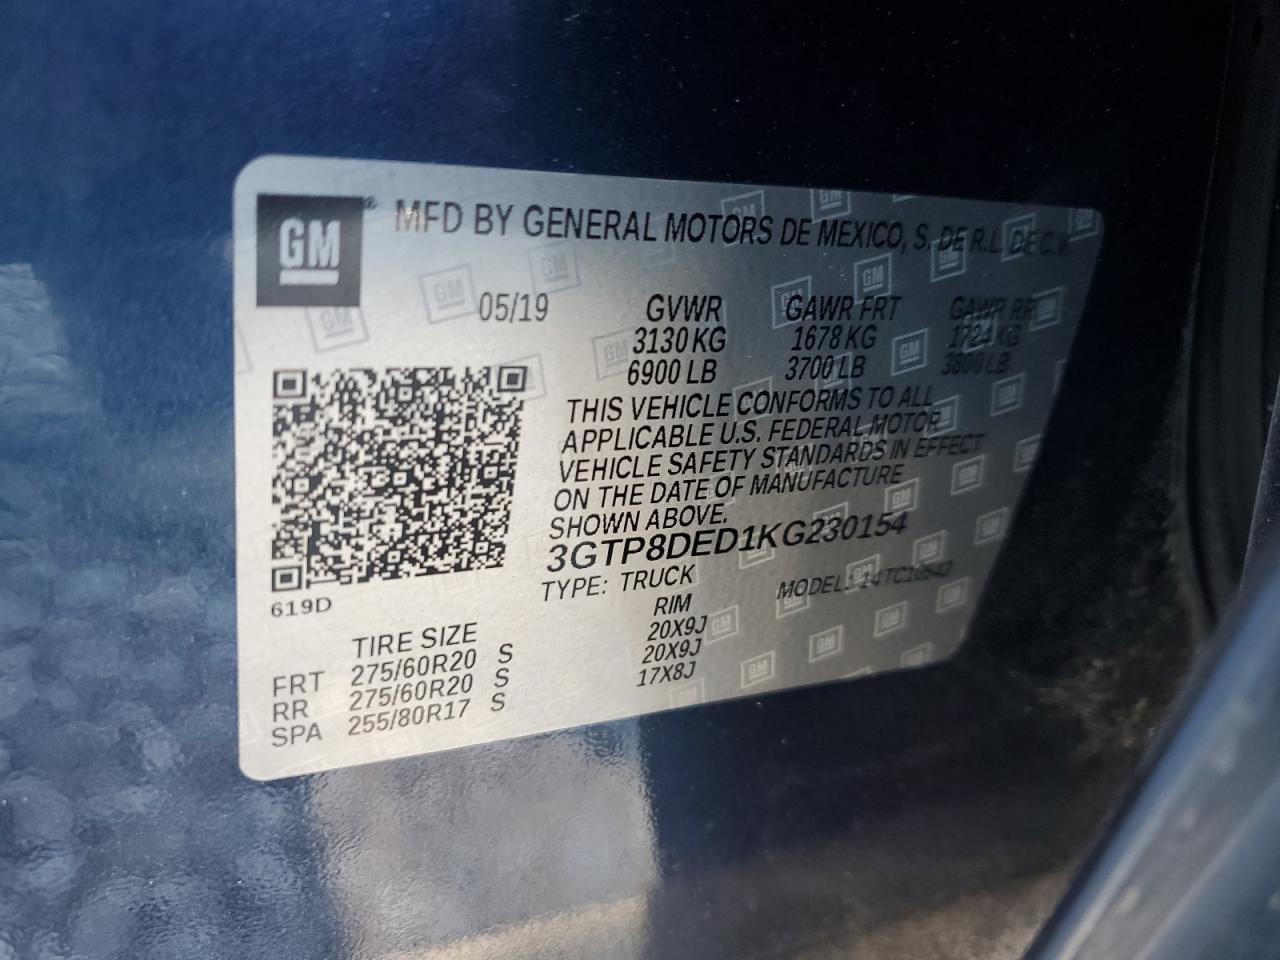 GM
MFD BY GENERAL MOTORS DE MEXICO, S. DE R.L. DE C.V.
05/19 GVWR GAWR FRT GAWR RR
3130 KG 1678 KG 1724 KG
6900 LB 3700 LB 3800 LB
THIS VEHICLE CONFORMS TO ALL
APPLICABLE U.S. FEDERAL MOTOR
VEHICLE SAFETY STANDARDS IN EFFECT
ON THE DATE OF MANUFACTURE
SHOWN ABOVE.
3GTP8DED1KG230154
TYPE: TRUCK MODEL:
619D
TIRE SIZE RIM
FRT 275/60R20 S 20X9J
RR 275/60R20 S 20X9J
SPA 255/80R17 S 17X8J